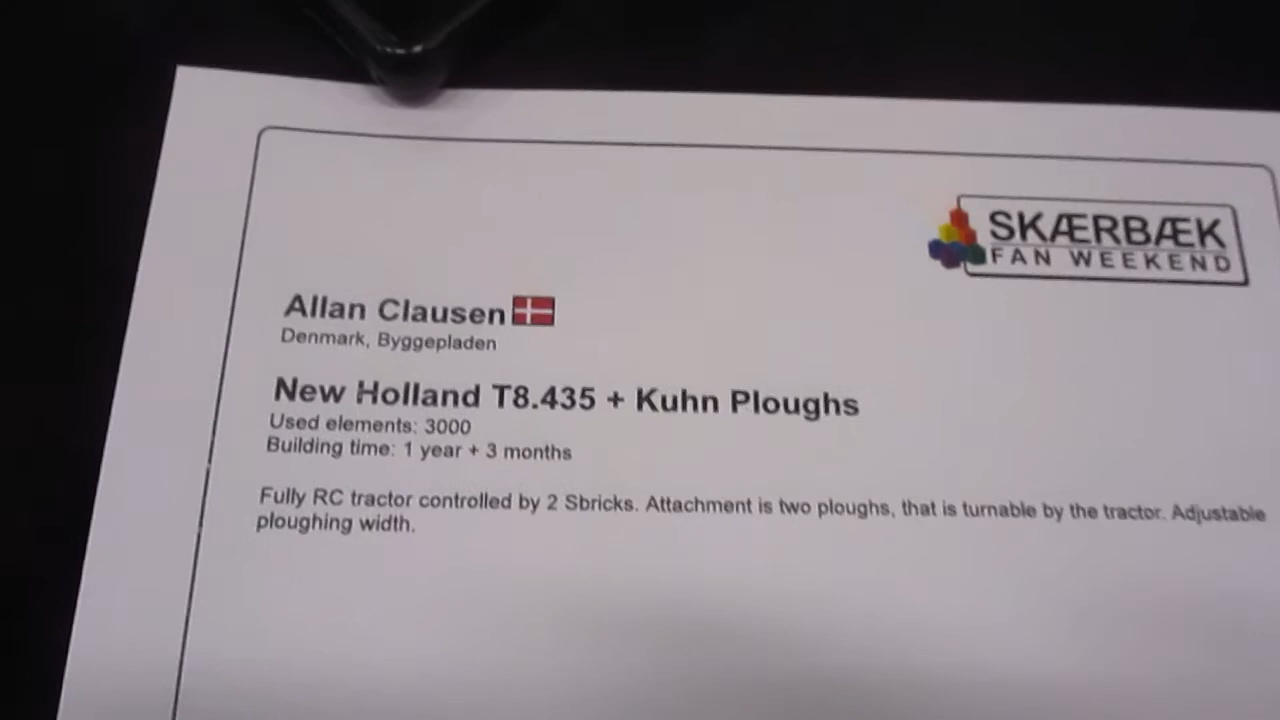 SKÆRBÆK
FAN WEEKEND
Allan Clausen
Denmark, Byggepladen
New Holland T8.435 + Kuhn Ploughs
Used elements: 3000
Building time: 1 year + 3 months
Fully RC tractor controlled by 2 Sbricks. Attachment is two ploughs, that is turnable by the tractor. Adjustable
ploughing width.